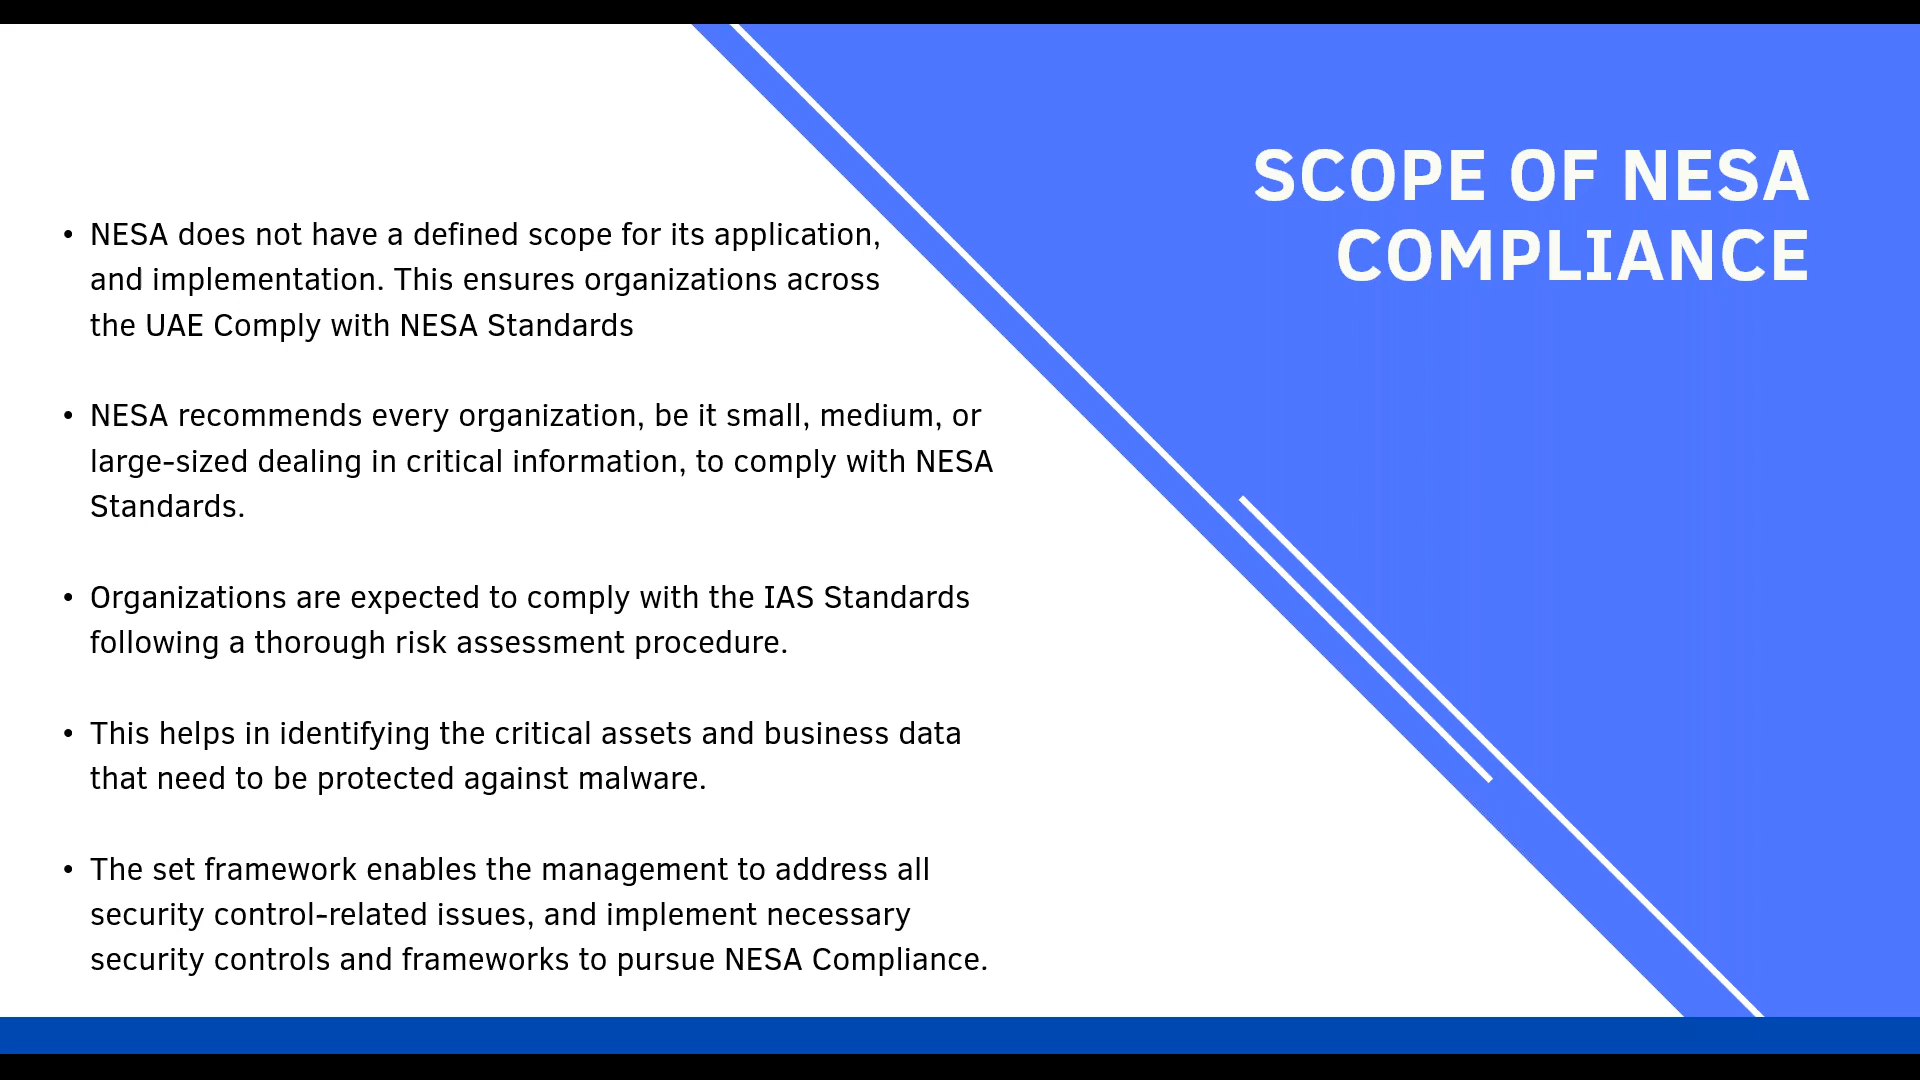 SCOPE OF NESA
COMPLIANCE
• NESA does not have a defined scope for its application,
and implementation. This ensures organizations across
the UAE Comply with NESA Standards
• NESA recommends every organization, be it small, medium, or
large-sized dealing in critical information, to comply with NESA
Standards.
• Organizations are expected to comply with the IAS Standards
following a thorough risk assessment procedure.
• This helps in identifying the critical assets and business data
that need to be protected against malware.
• The set framework enables the management to address all
security control-related issues, and implement necessary
security controls and frameworks to pursue NESA Compliance.